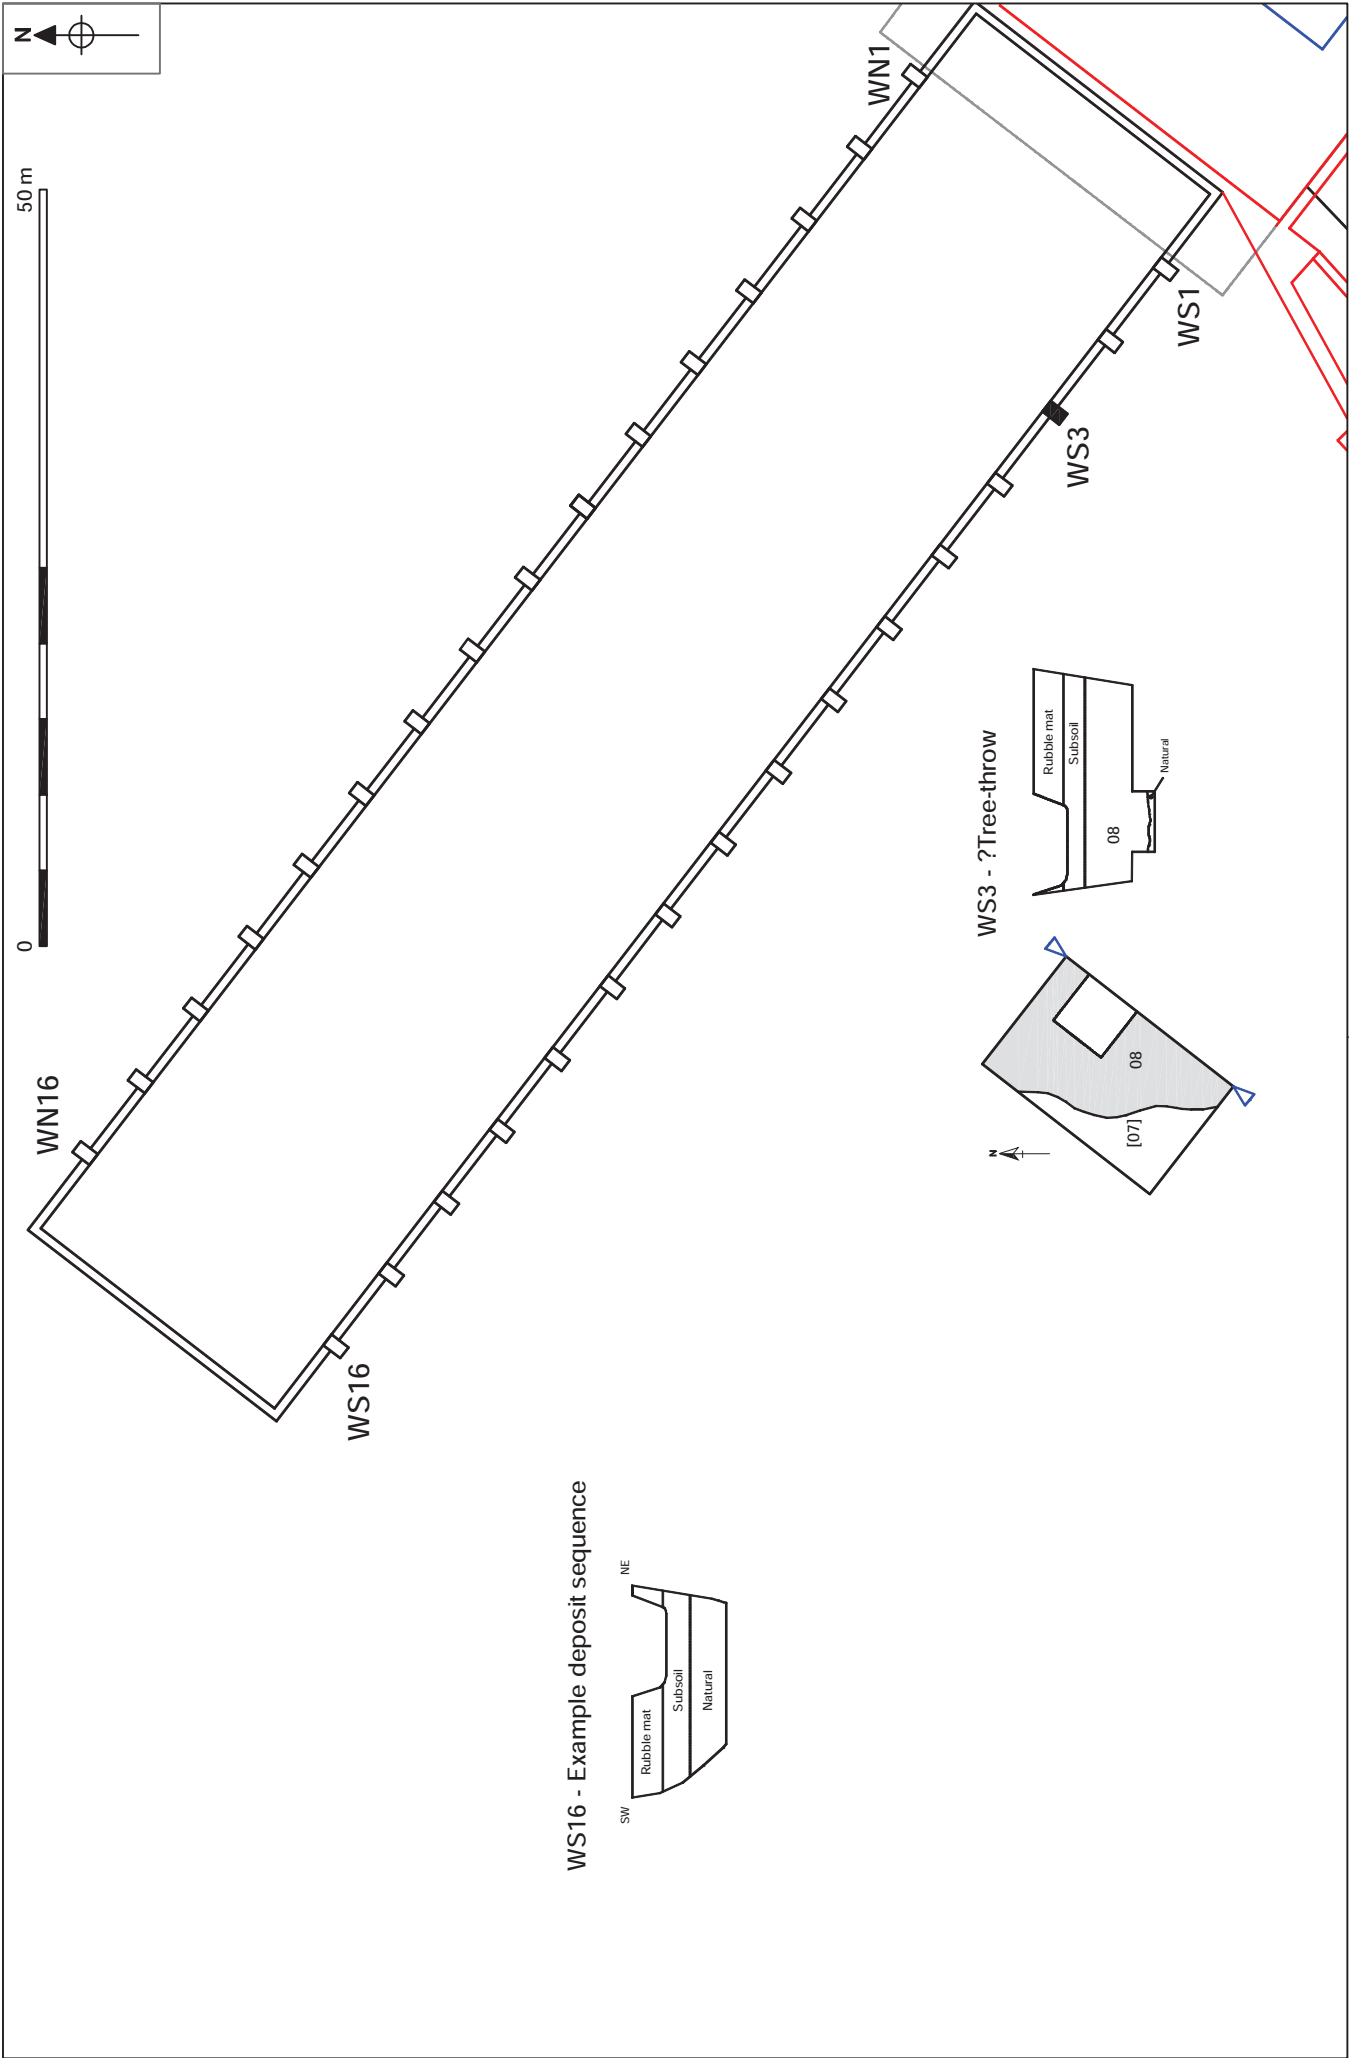 N
0
50 m
WN16
WN1
WS16
WS3
WS1
WS16 - Example deposit sequence
SW
NE
Rubble mat
Subsoil
Natural
WS3 - ?Tree-throw
N
[07]
08
Rubble mat
Subsoil
08
Natural